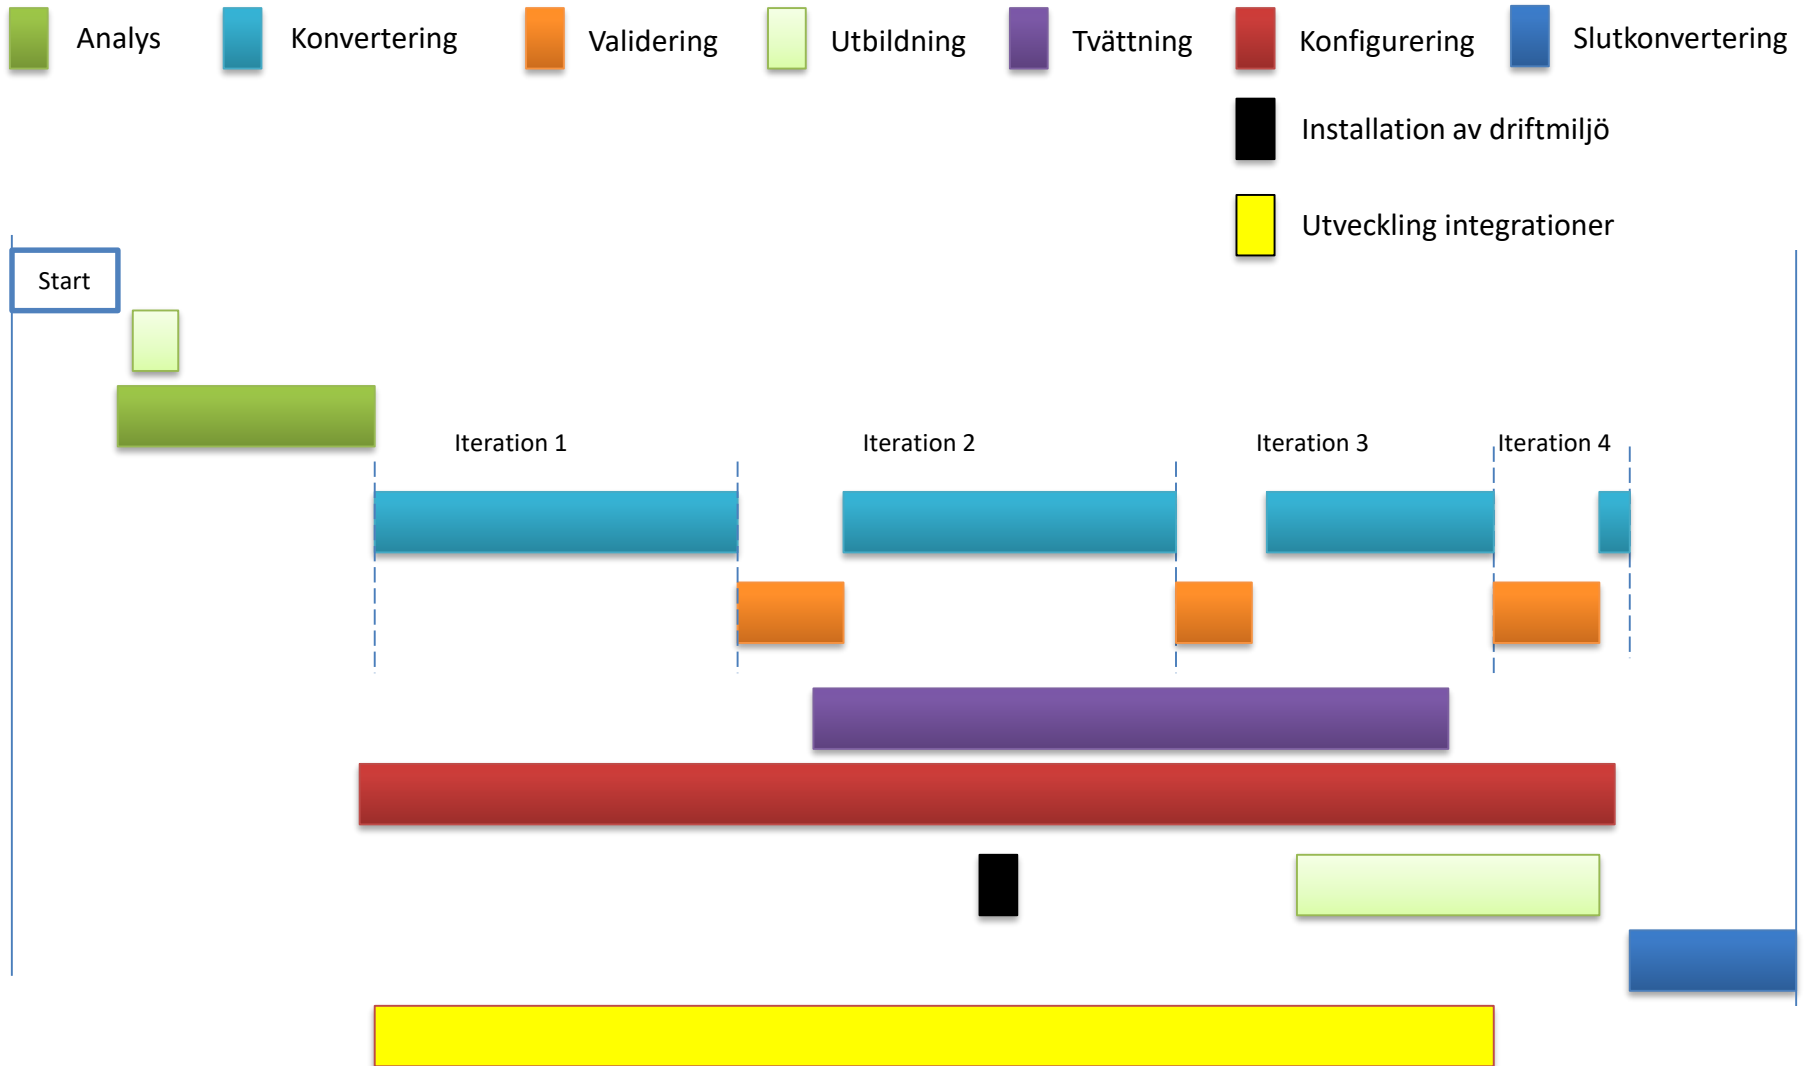 Analys
Konvertering
Validering
Utbildning
Tvättning
Konfigurering
Slutkonvertering
Installation av driftmiljö
Utveckling integrationer
Start
Iteration 1
Iteration 2
Iteration 3
Iteration 4